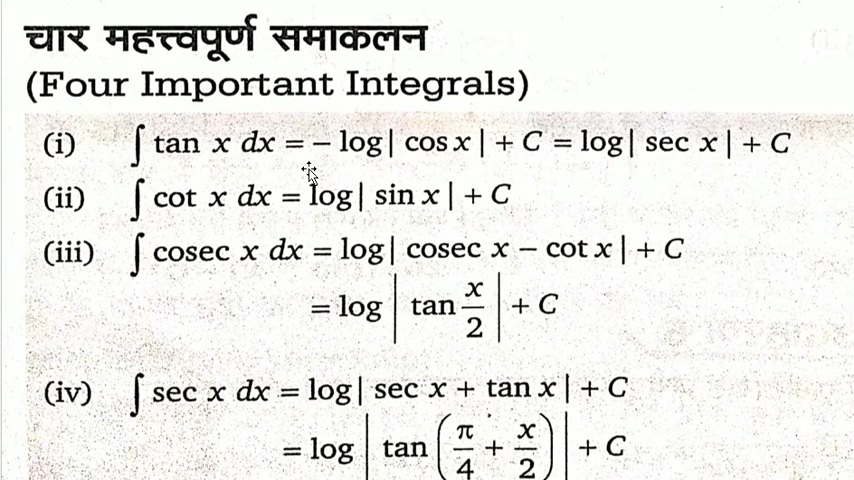 चार महत्त्वपूर्ण समाकलन
(Four Important Integrals)
(i) ∫ tan x dx = − log| cos x | + C = log| sec x | + C
(ii) ∫ cot x dx = log| sin x | + C
(iii) ∫ cosec x dx = log| cosec x − cot x | + C
= log | tan x/2 | + C
(iv) ∫ sec x dx = log| sec x + tan x | + C
= log | tan (π/4 + x/2) | + C